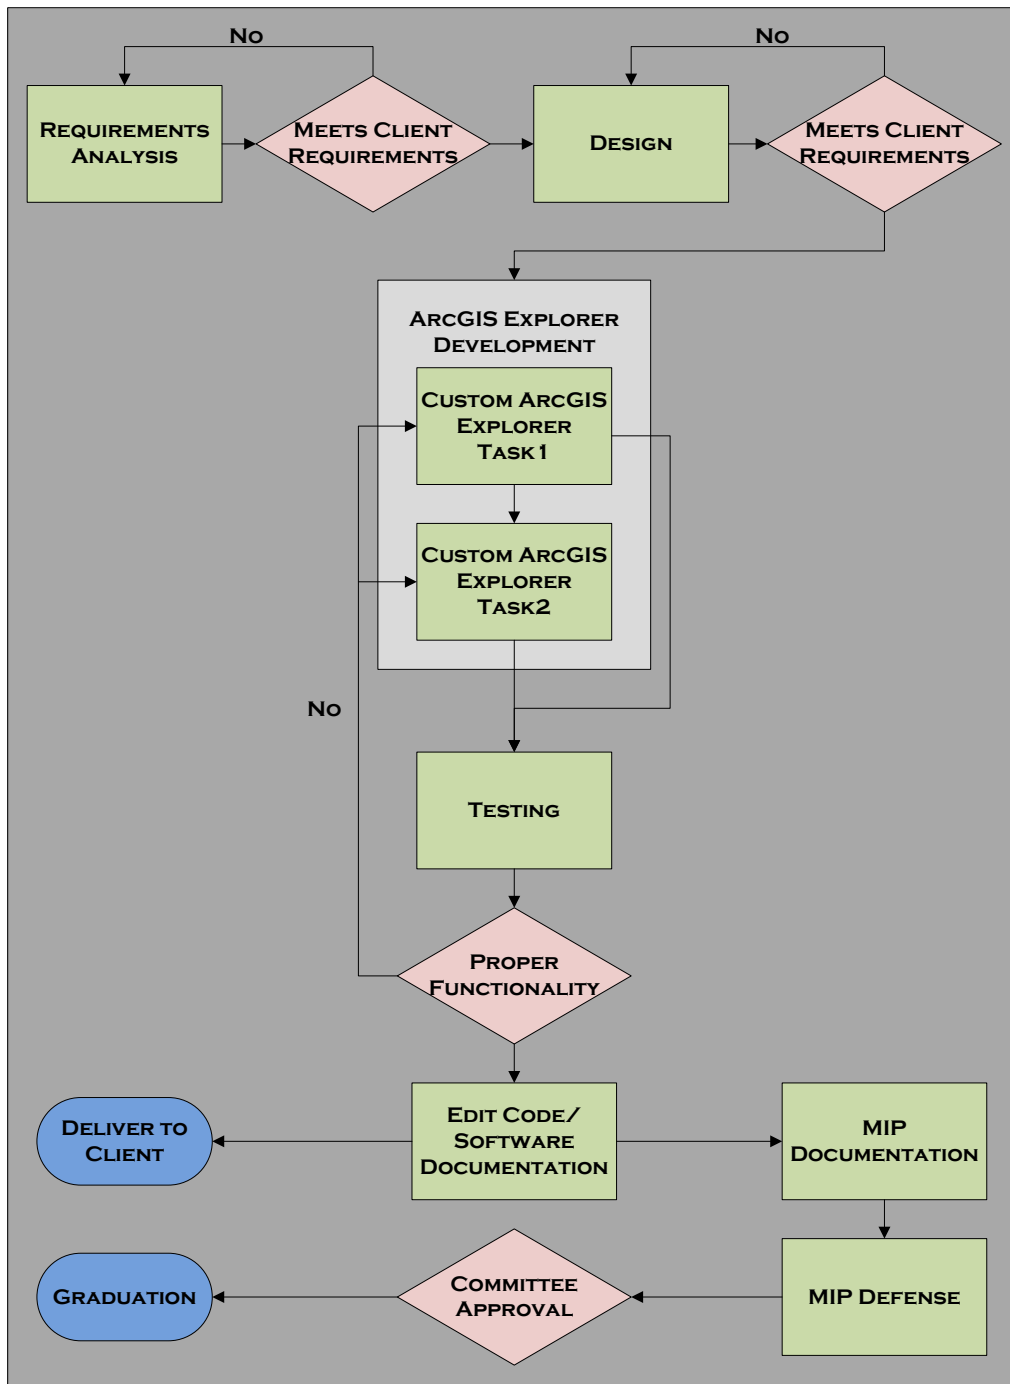 No
No
Requirements
Analysis
Meets Client
Requirements
Design
Meets Client
Requirements
ArcGIS Explorer
Development
Custom ArcGIS
Explorer
Task1
Custom ArcGIS
Explorer
Task2
No
Testing
Proper
Functionality
Deliver to
Client
Edit Code/
Software
Documentation
MIP
Documentation
Graduation
Committee
Approval
MIP Defense